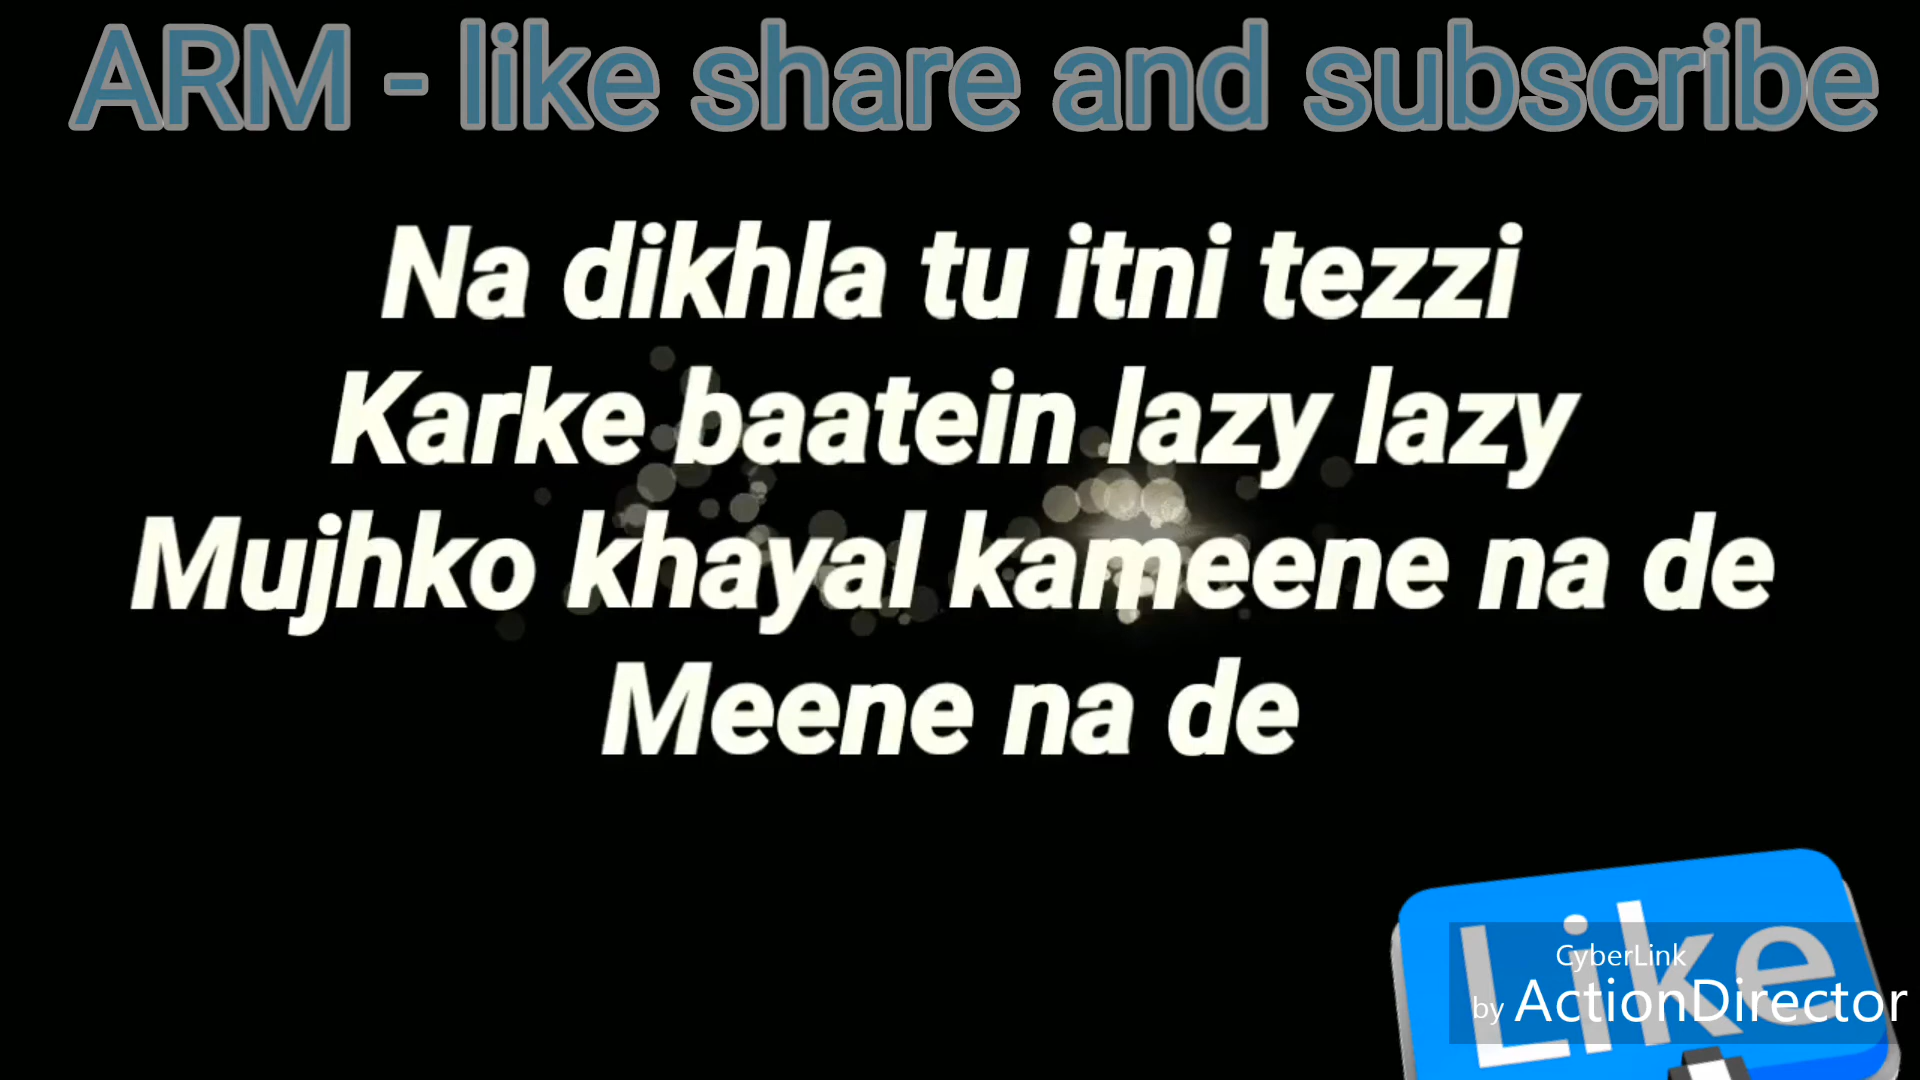 ARM - like share and subscribe
Na dikhla tu itni tezzi
Karke baatein lazy lazy
Mujhko khayal kameene na de
Meene na de
Like
CyberLink
by ActionDirector